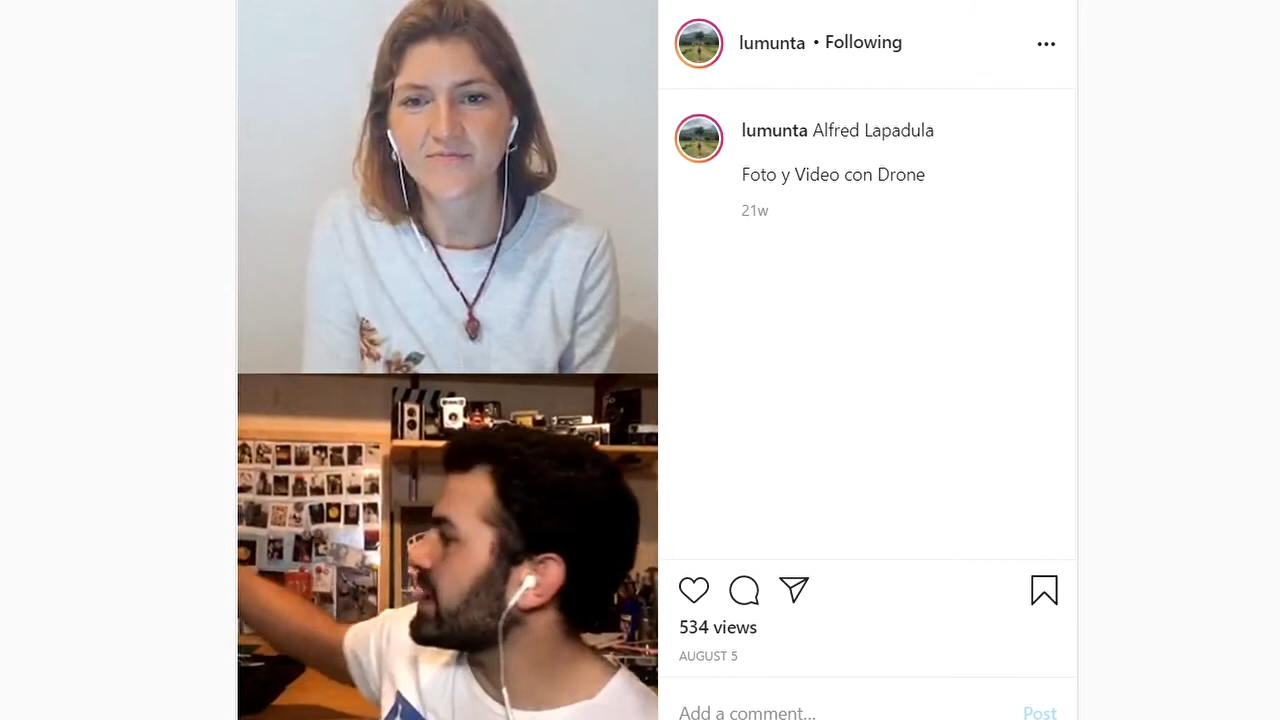 lumunta • Following
lumunta Alfred Lapadula
Foto y Video con Drone
21w
534 views
AUGUST 5
Add a comment...
Post